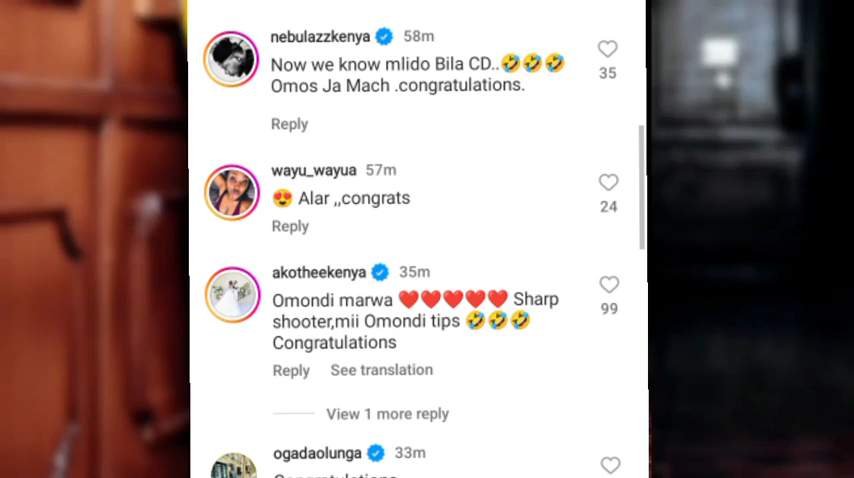 nebulazzkenya 58m
Now we know mlido Bila CD..🤣🤣🤣
Omos Ja Mach .congratulations.
35
Reply
wayu_wayua 57m
😍 Alar ,,congrats
24
Reply
akotheekenya 35m
Omondi marwa ❤️❤️❤️❤️❤️ Sharp
shooter,mii Omondi tips 🤣🤣🤣
Congratulations
99
Reply See translation
View 1 more reply
ogadaolunga 33m
Congratulations